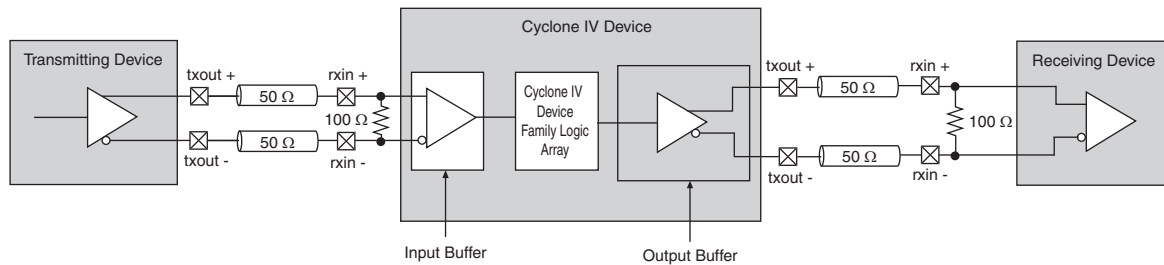 Cyclone IV Device
Transmitting Device
txout +
rxin +
50 Ω
100 Ω
50 Ω
txout -
rxin -
Cyclone IV
Device
Family Logic
Array
txout +
rxin +
50 Ω
100 Ω
50 Ω
txout -
rxin -
Receiving Device
Input Buffer
Output Buffer